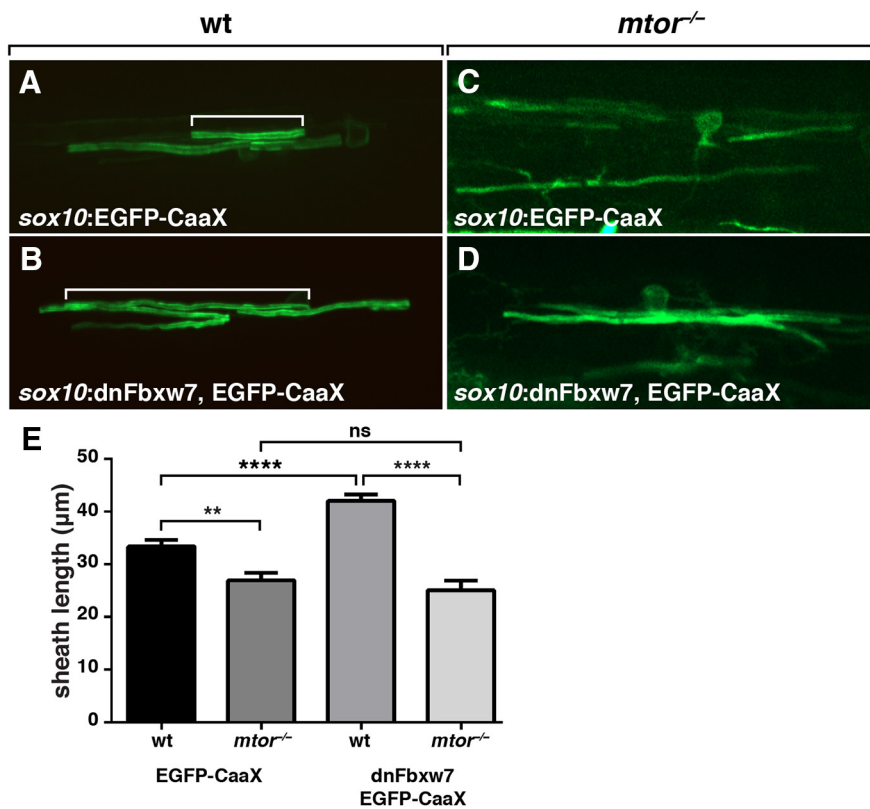 wt
mtor–/–
A
sox10:EGFP-CaaX
C
sox10:EGFP-CaaX
B
sox10:dnFbxw7, EGFP-CaaX
D
sox10:dnFbxw7, EGFP-CaaX
E
sheath length (µm)
50
40
30
20
10
0
ns
****
****
**
wt
mtor–/–
wt
mtor–/–
EGFP-CaaX
dnFbxw7
EGFP-CaaX